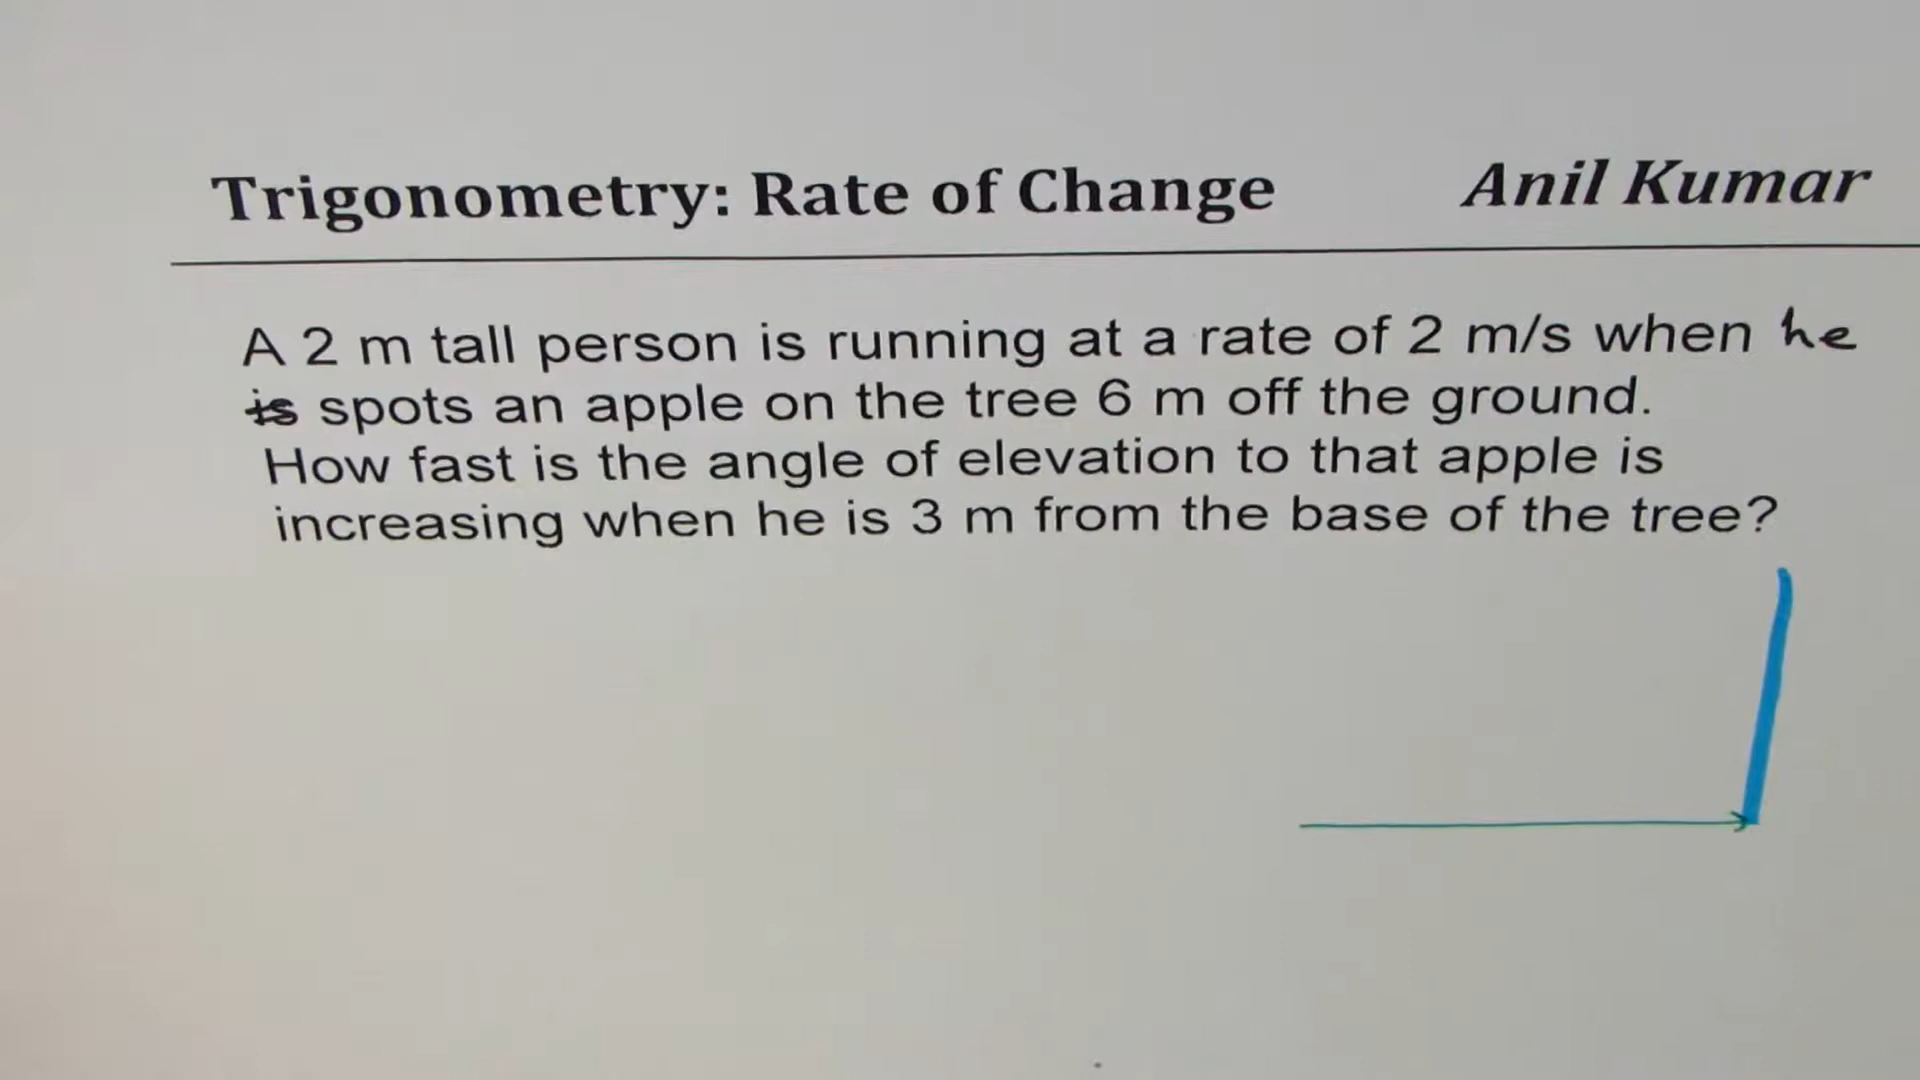 Trigonometry: Rate of Change Anil Kumar
A 2 m tall person is running at a rate of 2 m/s when he
is spots an apple on the tree 6 m off the ground.
How fast is the angle of elevation to that apple is
increasing when he is 3 m from the base of the tree?